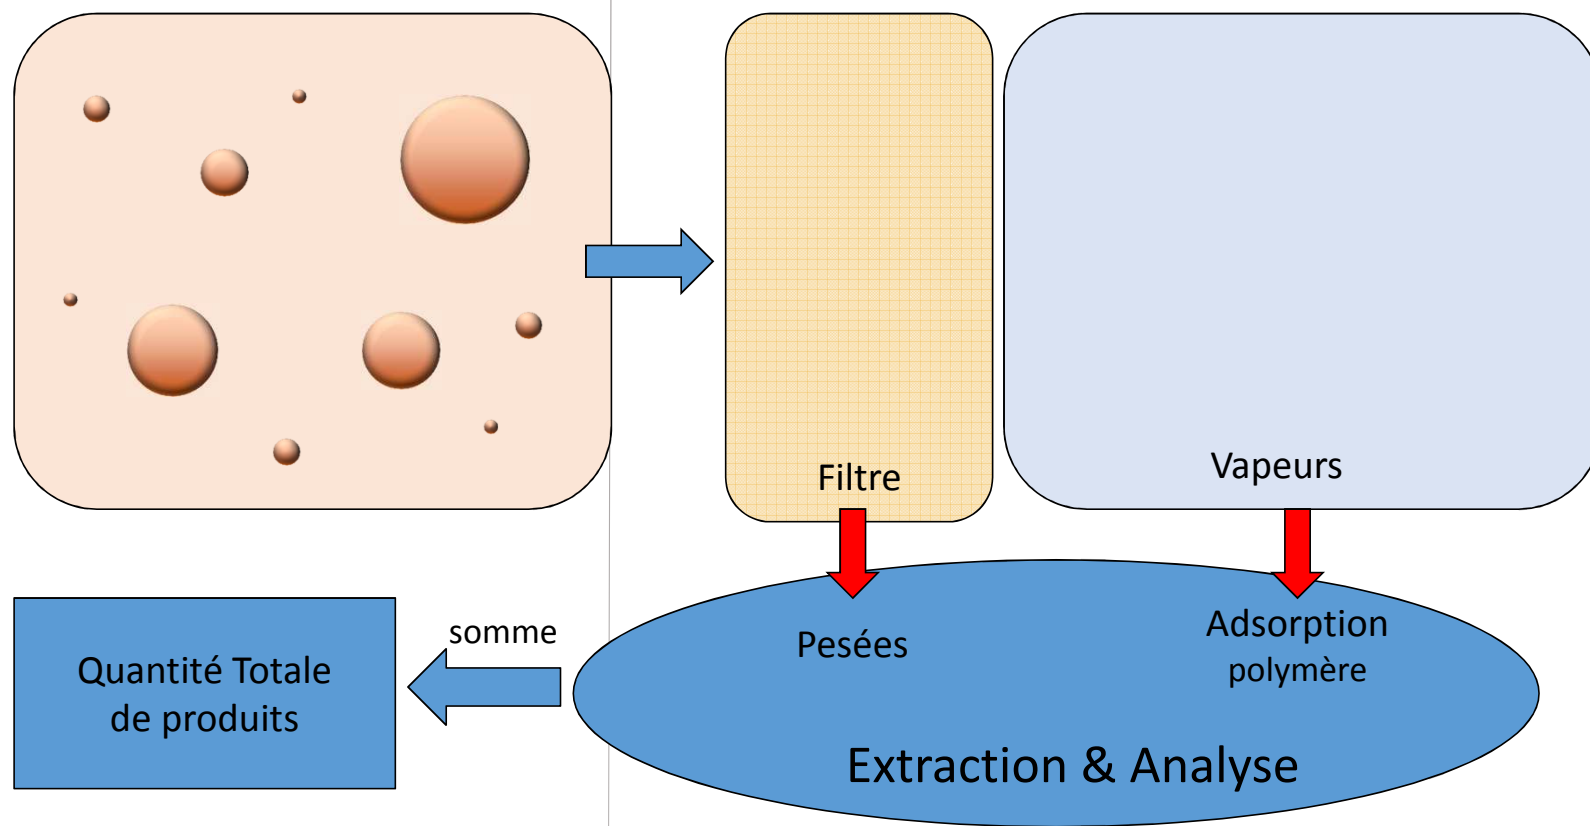 Filtre
Vapeurs
somme
Pesées
Adsorption
polymère
Quantité Totale
de produits
Extraction & Analyse